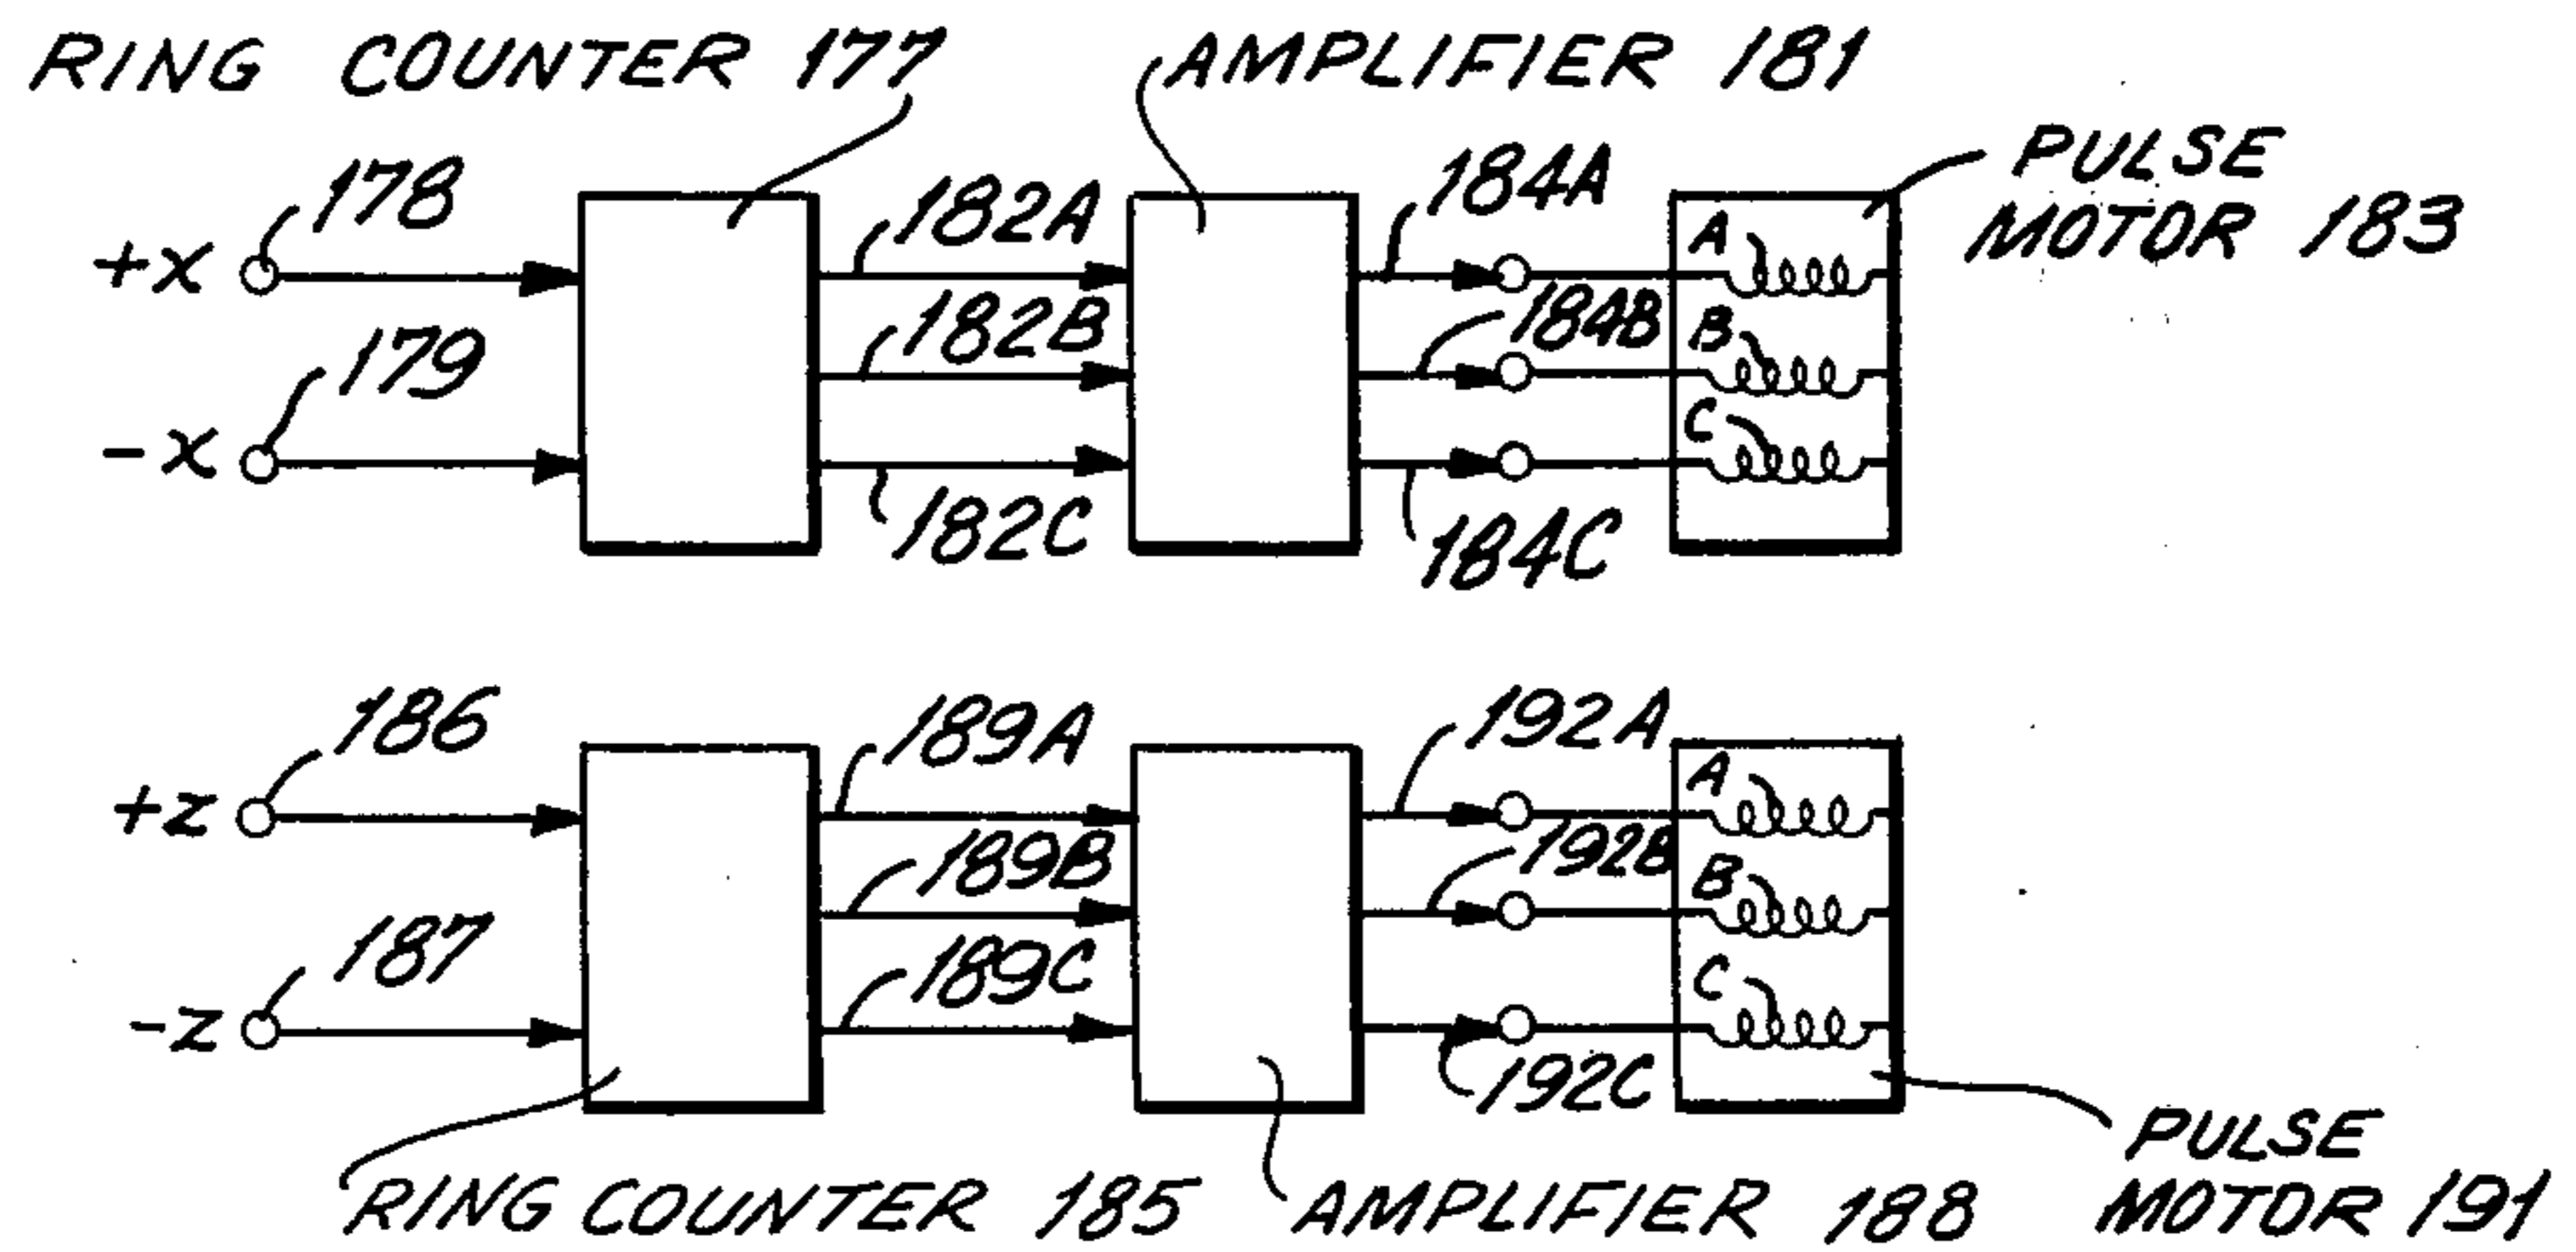 RING COUNTER 177
AMPLIFIER 181
PULSE
MOTOR 183
178
+X
179
-X
182A
182B
182C
184A
184B
184C
A
B
C
186
+Z
187
-Z
189A
189B
189C
192A
192B
192C
A
B
C
RING COUNTER 185
AMPLIFIER 188
PULSE
MOTOR 191